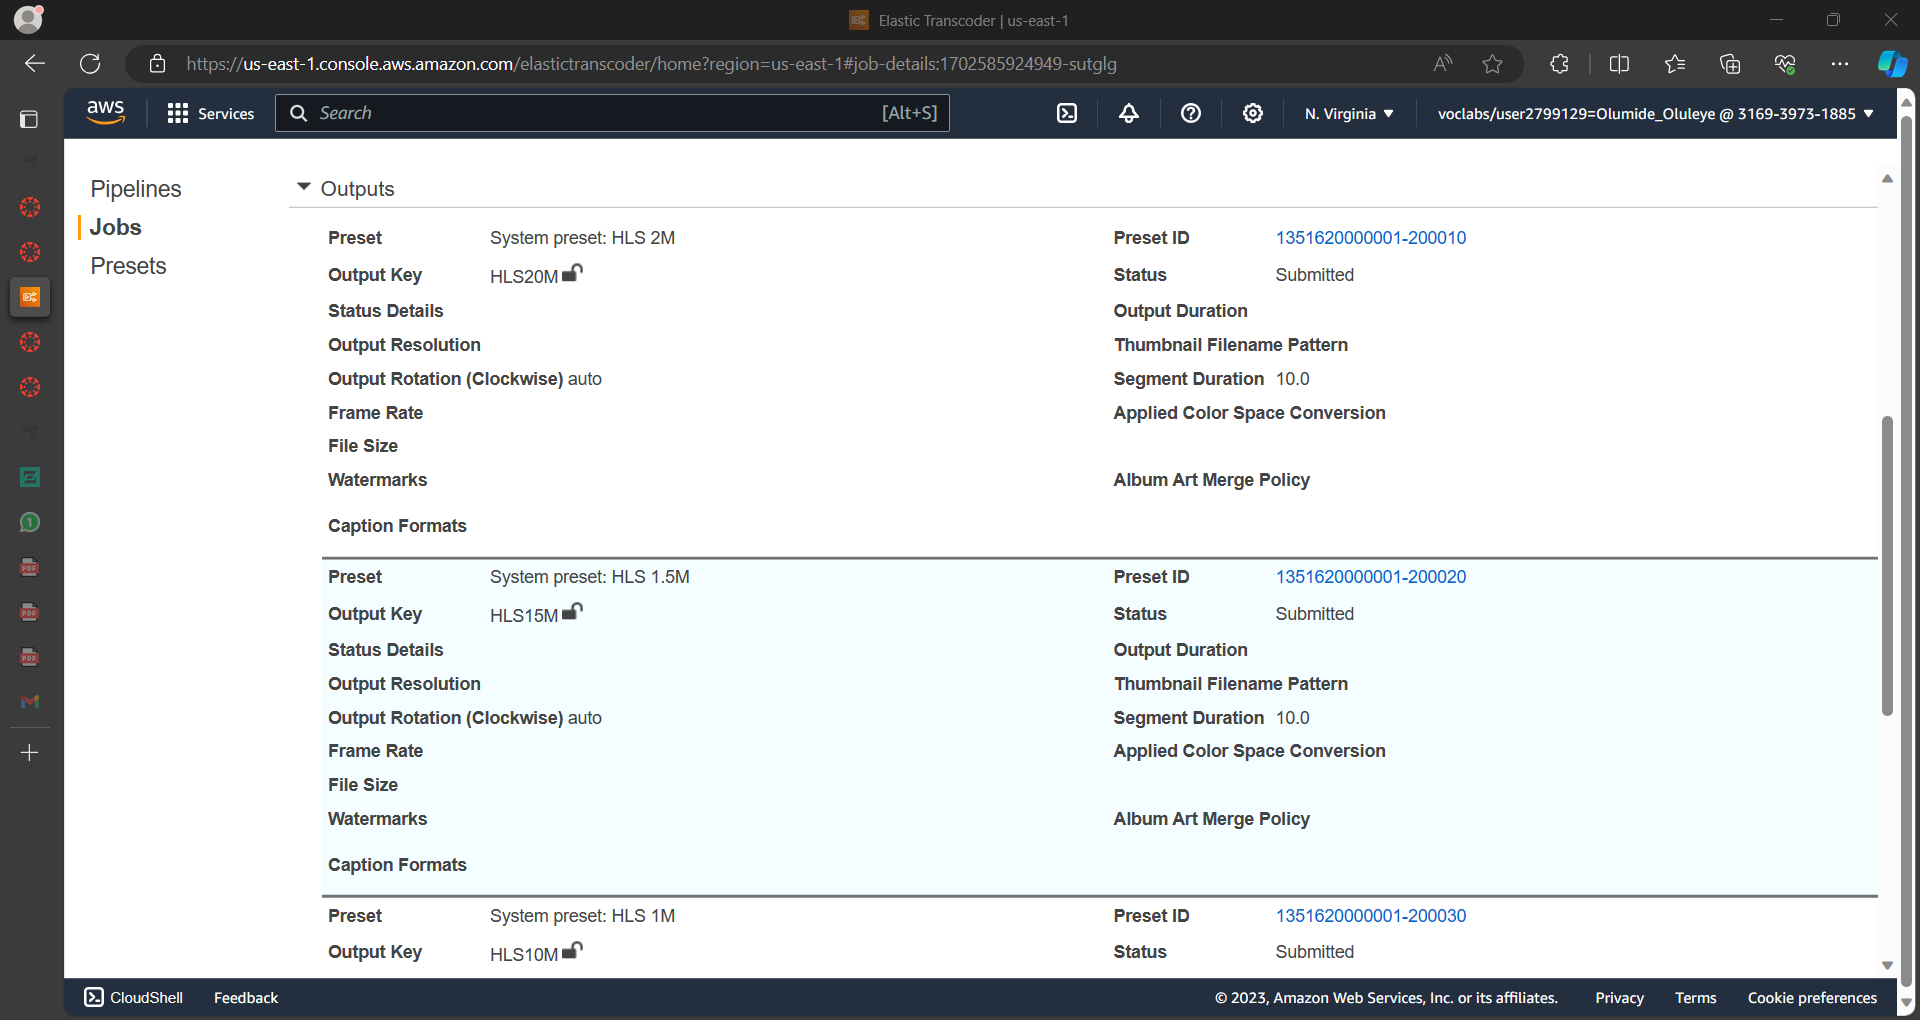 Elastic Transcoder | us-east-1
https://us-east-1.console.aws.amazon.com/elastictranscoder/home?region=us-east-1#job-details:1702585924949-sutglg
aws
Services
Search
[Alt+S]
N. Virginia
voclabs/user2799129=Olumide_Oluleye @ 3169-3973-1885
Pipelines
Jobs
Presets
Outputs
Preset System preset: HLS 2M Preset ID 1351620000001-200010
Output Key HLS20M Status Submitted
Status Details Output Duration
Output Resolution Thumbnail Filename Pattern
Output Rotation (Clockwise) auto Segment Duration 10.0
Frame Rate Applied Color Space Conversion
File Size
Watermarks Album Art Merge Policy
Caption Formats
Preset System preset: HLS 1.5M Preset ID 1351620000001-200020
Output Key HLS15M Status Submitted
Status Details Output Duration
Output Resolution Thumbnail Filename Pattern
Output Rotation (Clockwise) auto Segment Duration 10.0
Frame Rate Applied Color Space Conversion
File Size
Watermarks Album Art Merge Policy
Caption Formats
Preset System preset: HLS 1M Preset ID 1351620000001-200030
Output Key HLS10M Status Submitted
CloudShell Feedback © 2023, Amazon Web Services, Inc. or its affiliates. Privacy Terms Cookie preferences
1
PDF
PDF
PDF